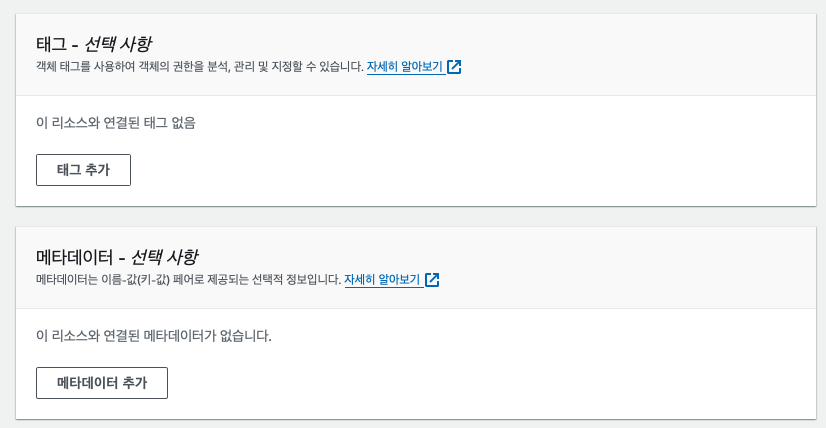 태그 - 선택 사항
객체 태그를 사용하여 객체의 권한을 분석, 관리 및 지정할 수 있습니다. 자세히 알아보기
이 리소스와 연결된 태그 없음
태그 추가
메타데이터 - 선택 사항
메타데이터는 이름-값(키-값) 페어로 제공되는 선택적 정보입니다. 자세히 알아보기
이 리소스와 연결된 메타데이터가 없습니다.
메타데이터 추가